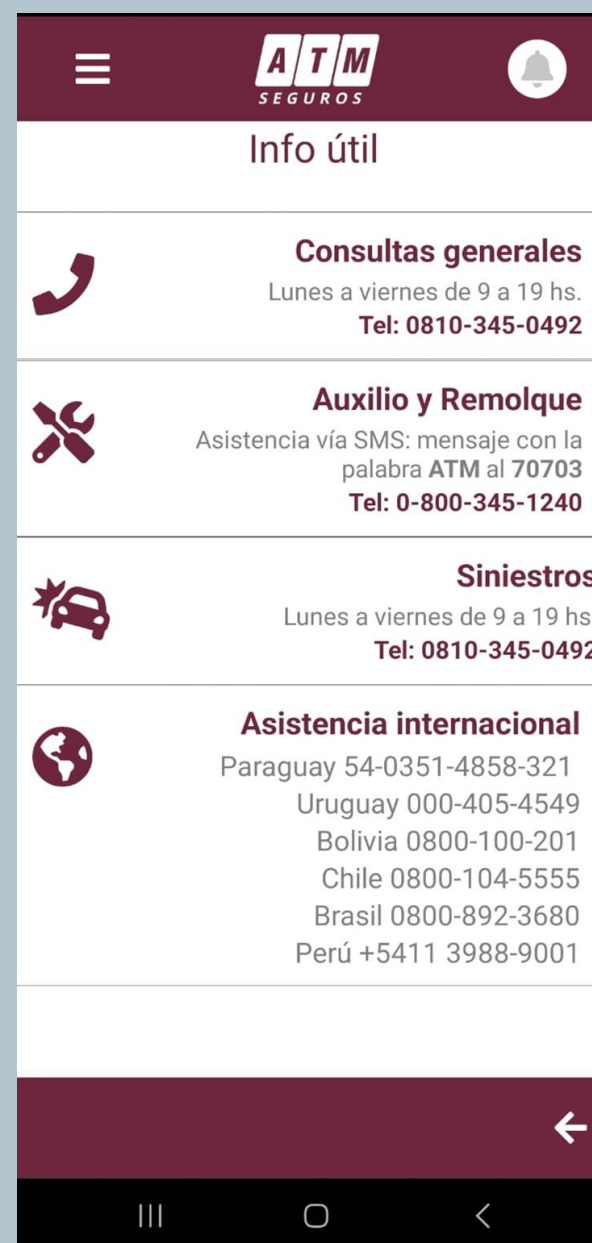 ATM
SEGUROS
Info útil
Consultas generales
Lunes a viernes de 9 a 19 hs.
Tel: 0810-345-0492
Auxilio y Remolque
Asistencia vía SMS: mensaje con la
palabra ATM al 70703
Tel: 0-800-345-1240
Siniestros
Lunes a viernes de 9 a 19 hs
Tel: 0810-345-0492
Asistencia internacional
Paraguay 54-0351-4858-321
Uruguay 000-405-4549
Bolivia 0800-100-201
Chile 0800-104-5555
Brasil 0800-892-3680
Perú +5411 3988-9001